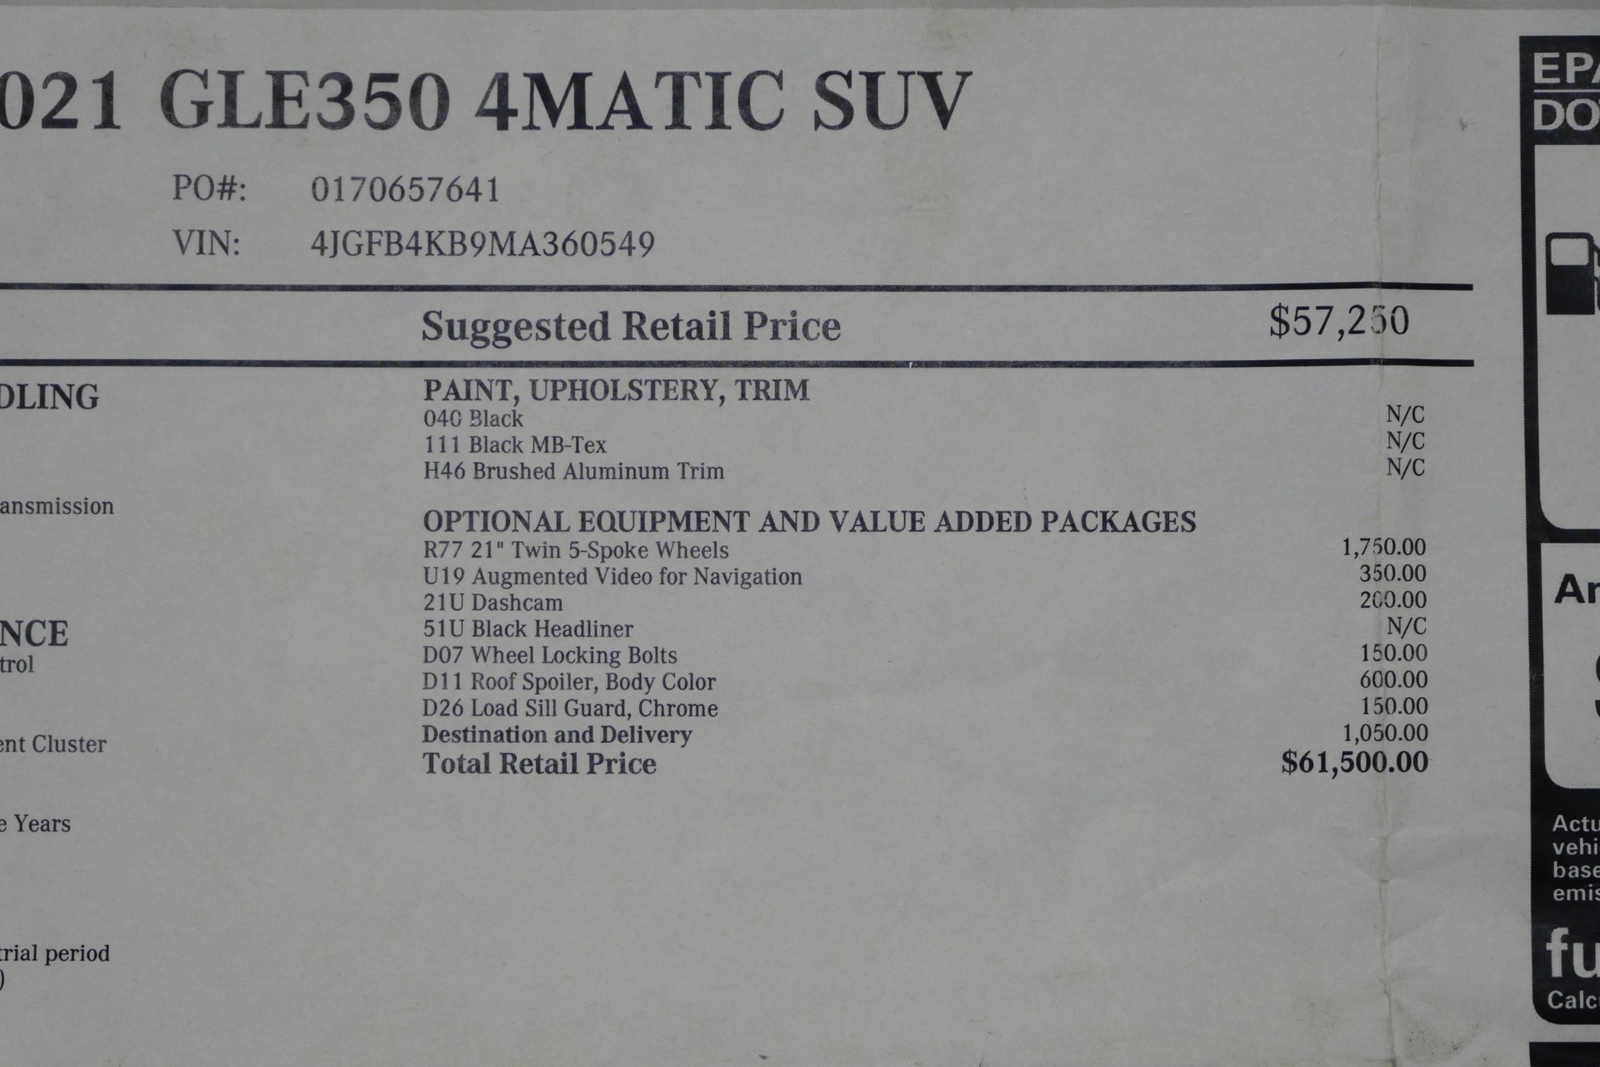 021 GLE350 4MATIC SUV
PO#: 0170657641
VIN: 4JGFB4KB9MA360549
Suggested Retail Price $57,250
DLING
ansmission
NCE
trol
ent Cluster
e Years
trial period
)
PAINT, UPHOLSTERY, TRIM
040 Black N/C
111 Black MB-Tex N/C
H46 Brushed Aluminum Trim N/C
OPTIONAL EQUIPMENT AND VALUE ADDED PACKAGES
R77 21" Twin 5-Spoke Wheels 1,750.00
U19 Augmented Video for Navigation 350.00
21U Dashcam 200.00
51U Black Headliner N/C
D07 Wheel Locking Bolts 150.00
D11 Roof Spoiler, Body Color 600.00
D26 Load Sill Guard, Chrome 150.00
Destination and Delivery 1,050.00
Total Retail Price $61,500.00
EPA
DO
An
Actu
vehi
base
emis
fu
Calc